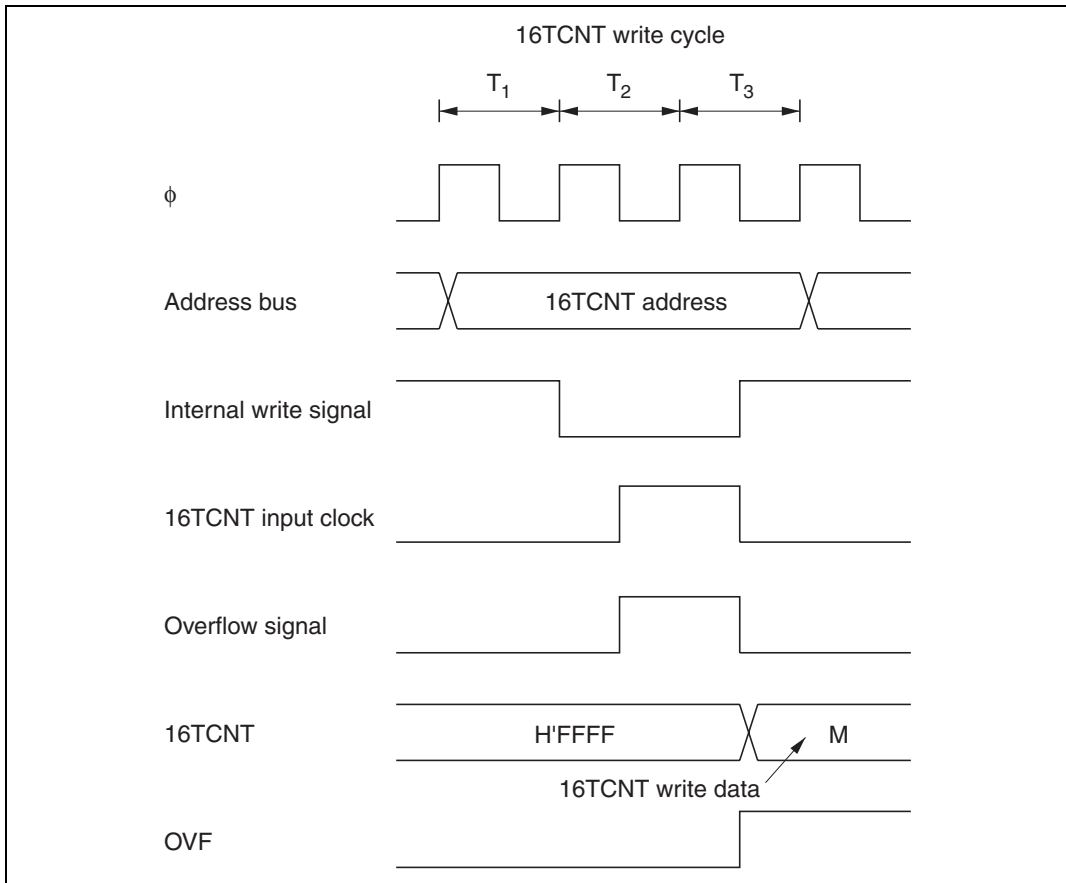 16TCNT write cycle
T1 T2 T3
ϕ
Address bus 16TCNT address
Internal write signal
16TCNT input clock
Overflow signal
16TCNT H'FFFF M
16TCNT write data
OVF